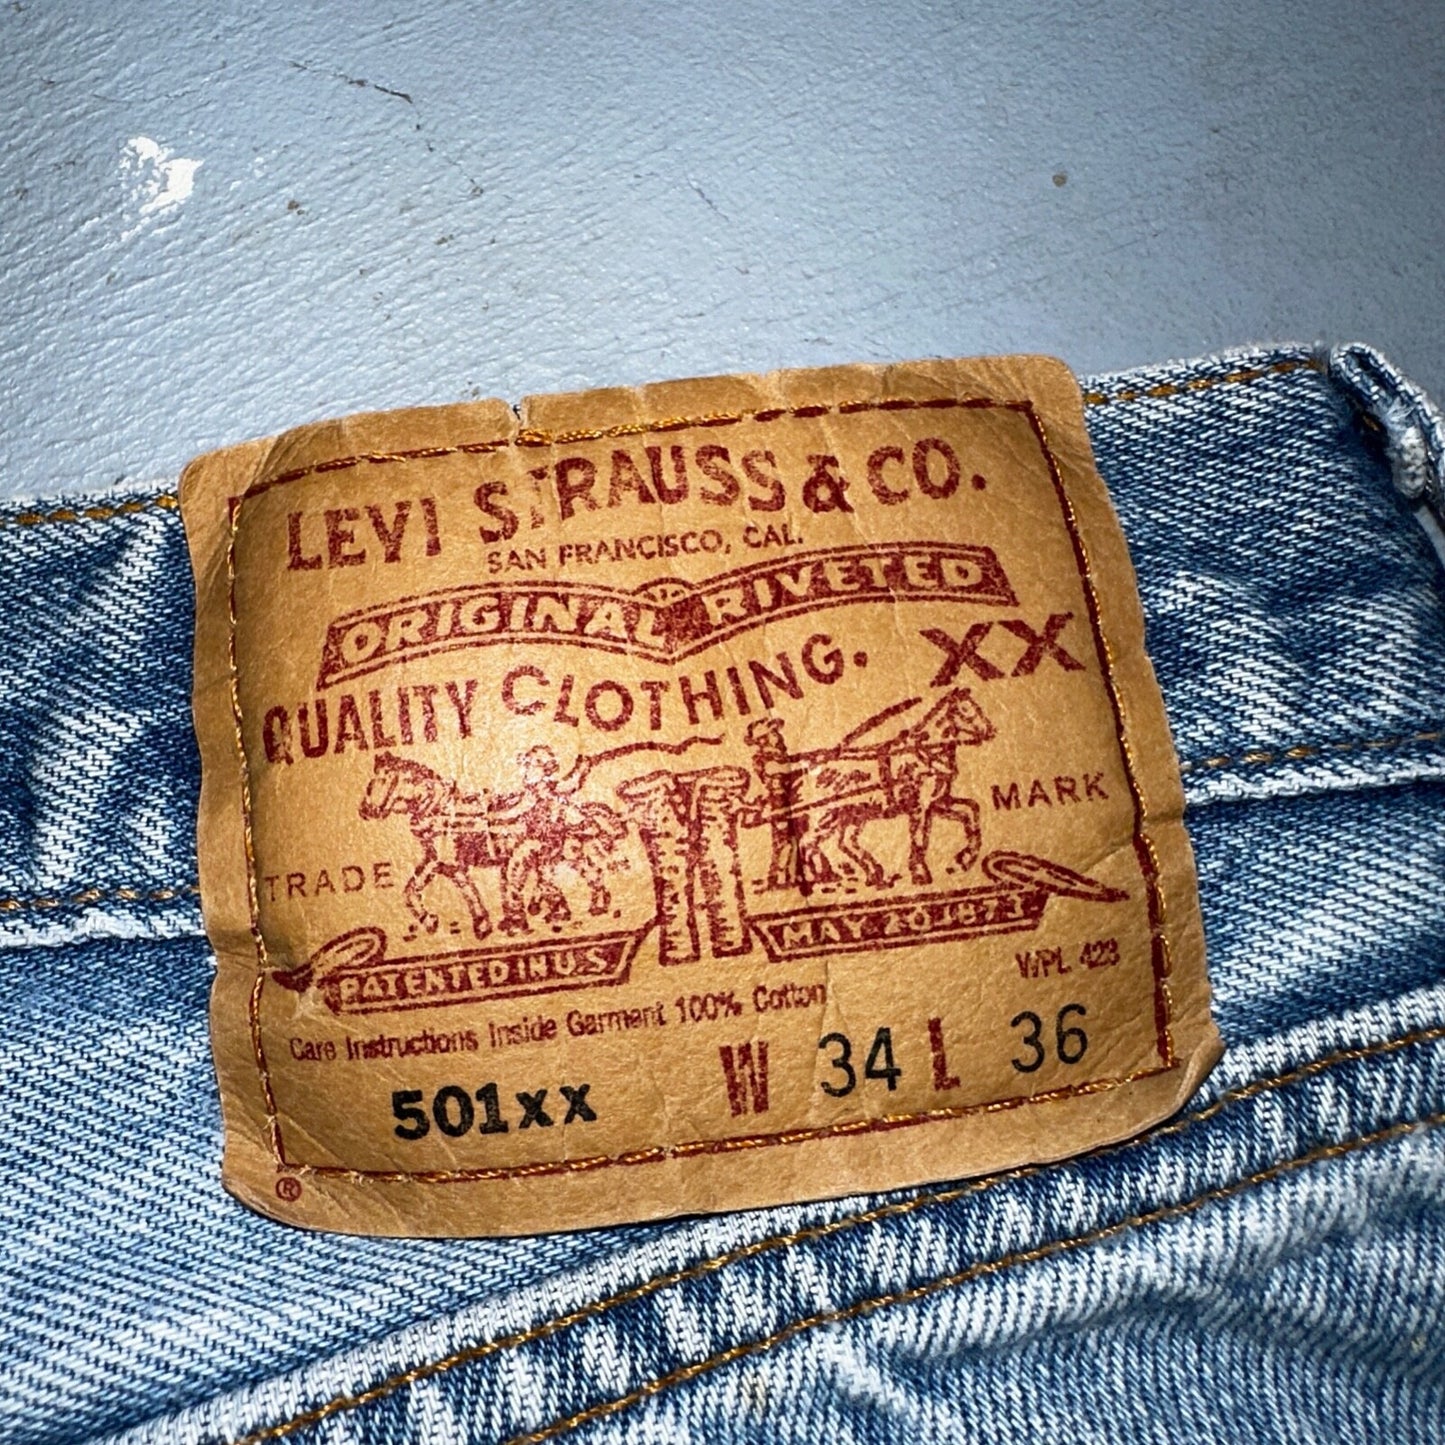 LEVI STRAUSS & CO.
SAN FRANCISCO, CAL.
ORIGINAL RIVETED
QUALITY CLOTHING. XX
TRADE MARK
PATENTED IN U.S. MAY 20 1873
WPL 423
Care Instructions Inside Garment 100% Cotton
501xx W 34 L 36
®